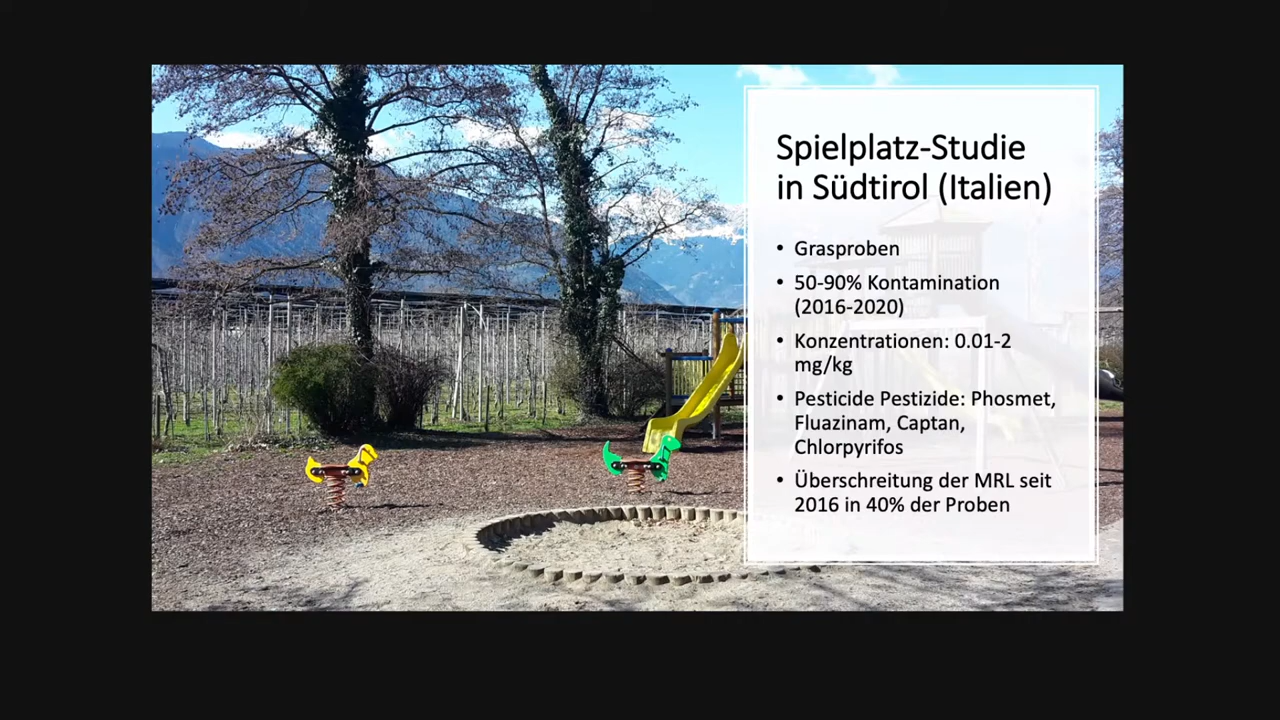 Spielplatz-Studie
in Südtirol (Italien)
• Grasproben
• 50-90% Kontamination
(2016-2020)
• Konzentrationen: 0.01-2
mg/kg
• Pesticide Pestizide: Phosmet,
Fluazinam, Captan,
Chlorpyrifos
• Überschreitung der MRL seit
2016 in 40% der Proben